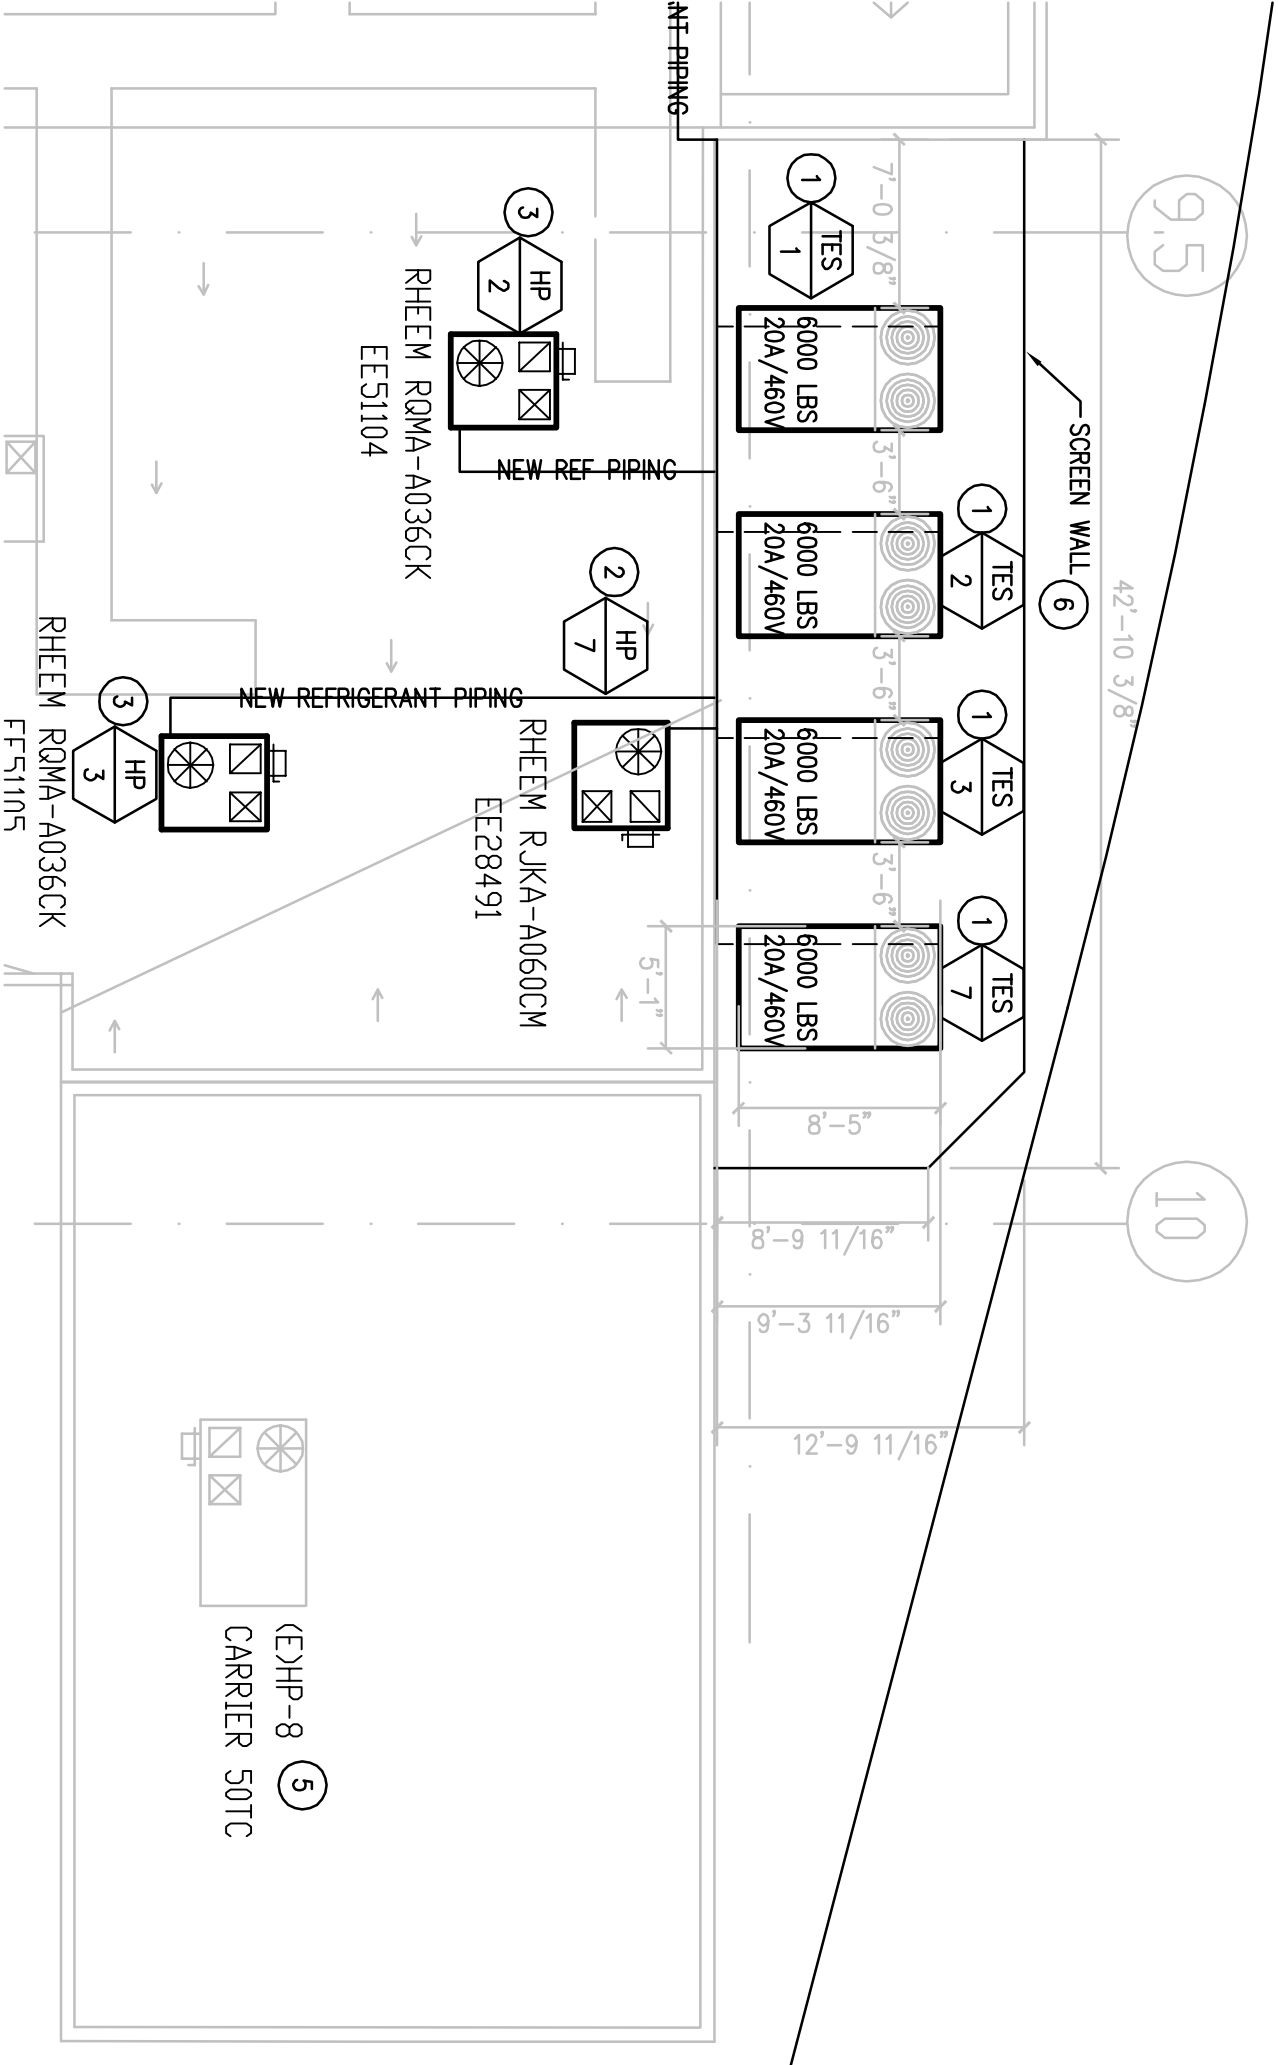 9.5
10
42'-10 3/8"
SCREEN WALL
6
1
TES
2
1
TES
3
1
TES
7
1
TES
1
7'-0 3/8"
3'-6"
3'-6"
3'-6"
6000 LBS
20A/460V
6000 LBS
20A/460V
6000 LBS
20A/460V
6000 LBS
20A/460V
5'-1"
8'-5"
8'-9 11/16"
9'-3 11/16"
12'-9 11/16"
NT PIPING
3
HP
2
RHEEM RQMA-A036CK
EE51104
NEW REF PIPING
2
HP
7
RHEEM RJKA-A060CM
EE28491
NEW REFRIGERANT PIPING
3
HP
3
RHEEM RQMA-A036CK
(E)HP-8
5
CARRIER 50TC